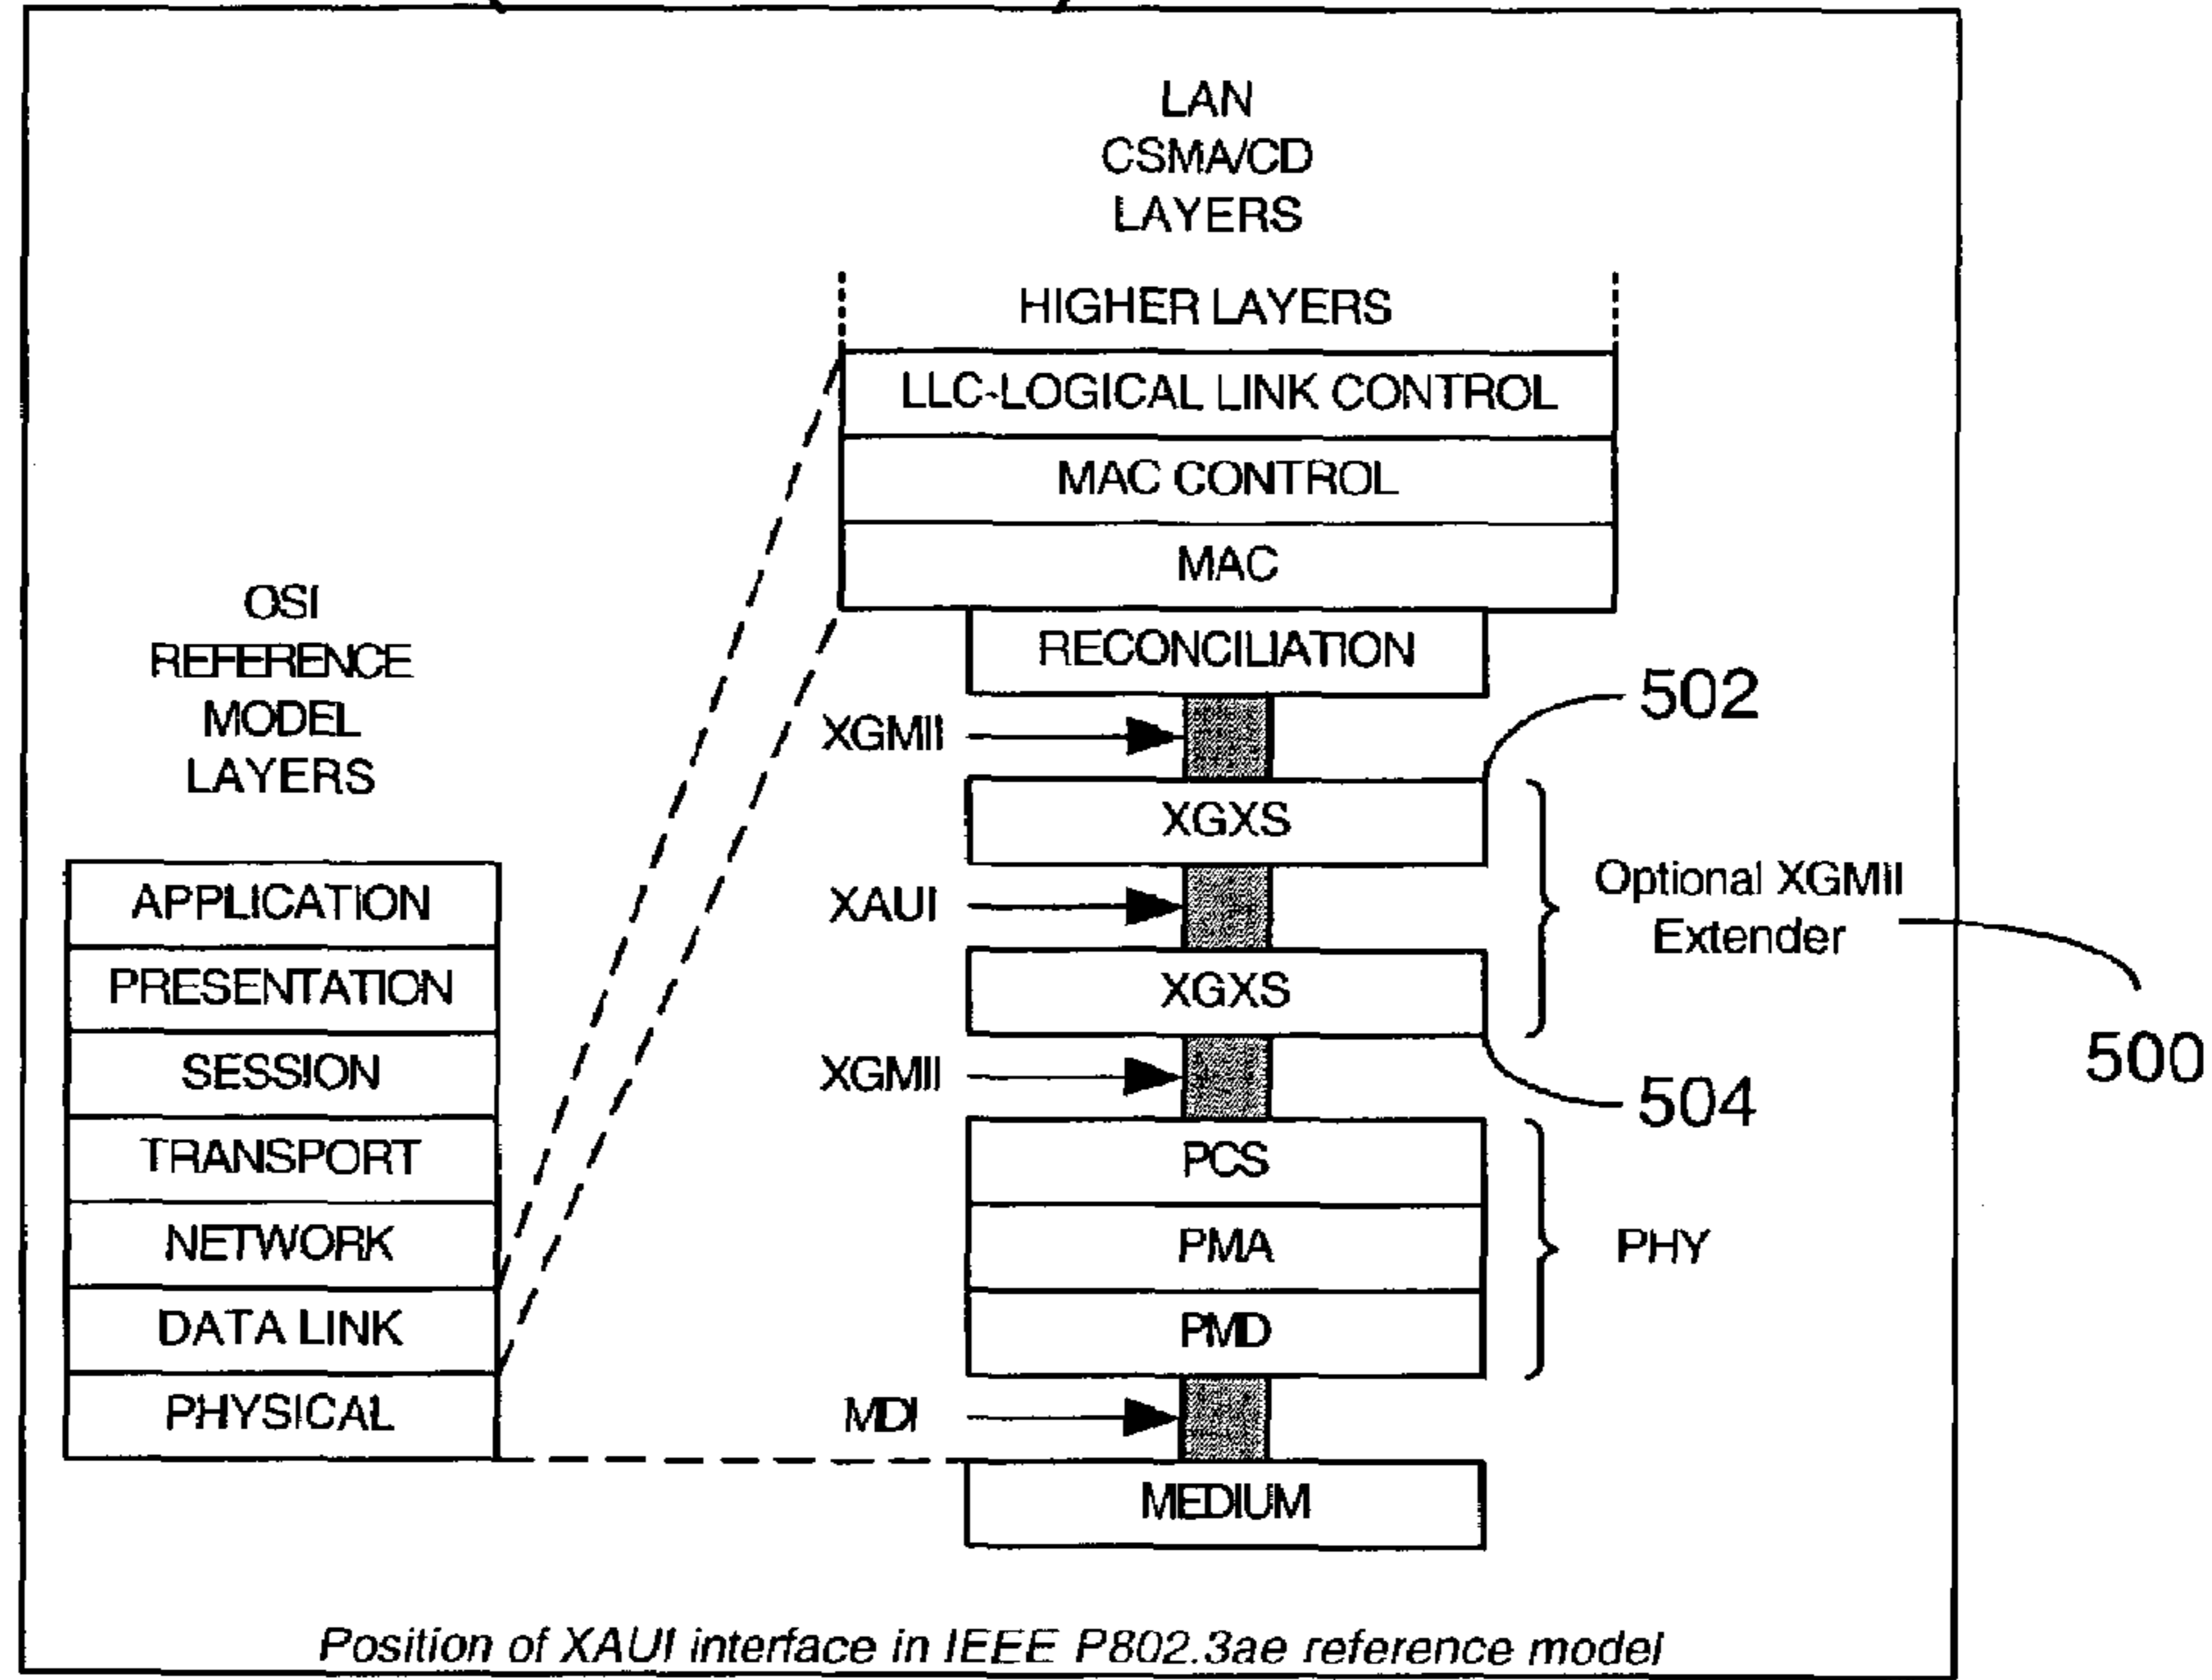 LAN
CSMA/CD
LAYERS
HIGHER LAYERS
LLC-LOGICAL LINK CONTROL
MAC CONTROL
MAC
RECONCILIATION
502
XGMII
XGXS
XAUI
Optional XGMII
Extender
XGXS
500
XGMII
504
PCS
PMA
PHY
PMD
MDI
MEDIUM
OSI
REFERENCE
MODEL
LAYERS
APPLICATION
PRESENTATION
SESSION
TRANSPORT
NETWORK
DATA LINK
PHYSICAL
Position of XAUI interface in IEEE P802.3ae reference model